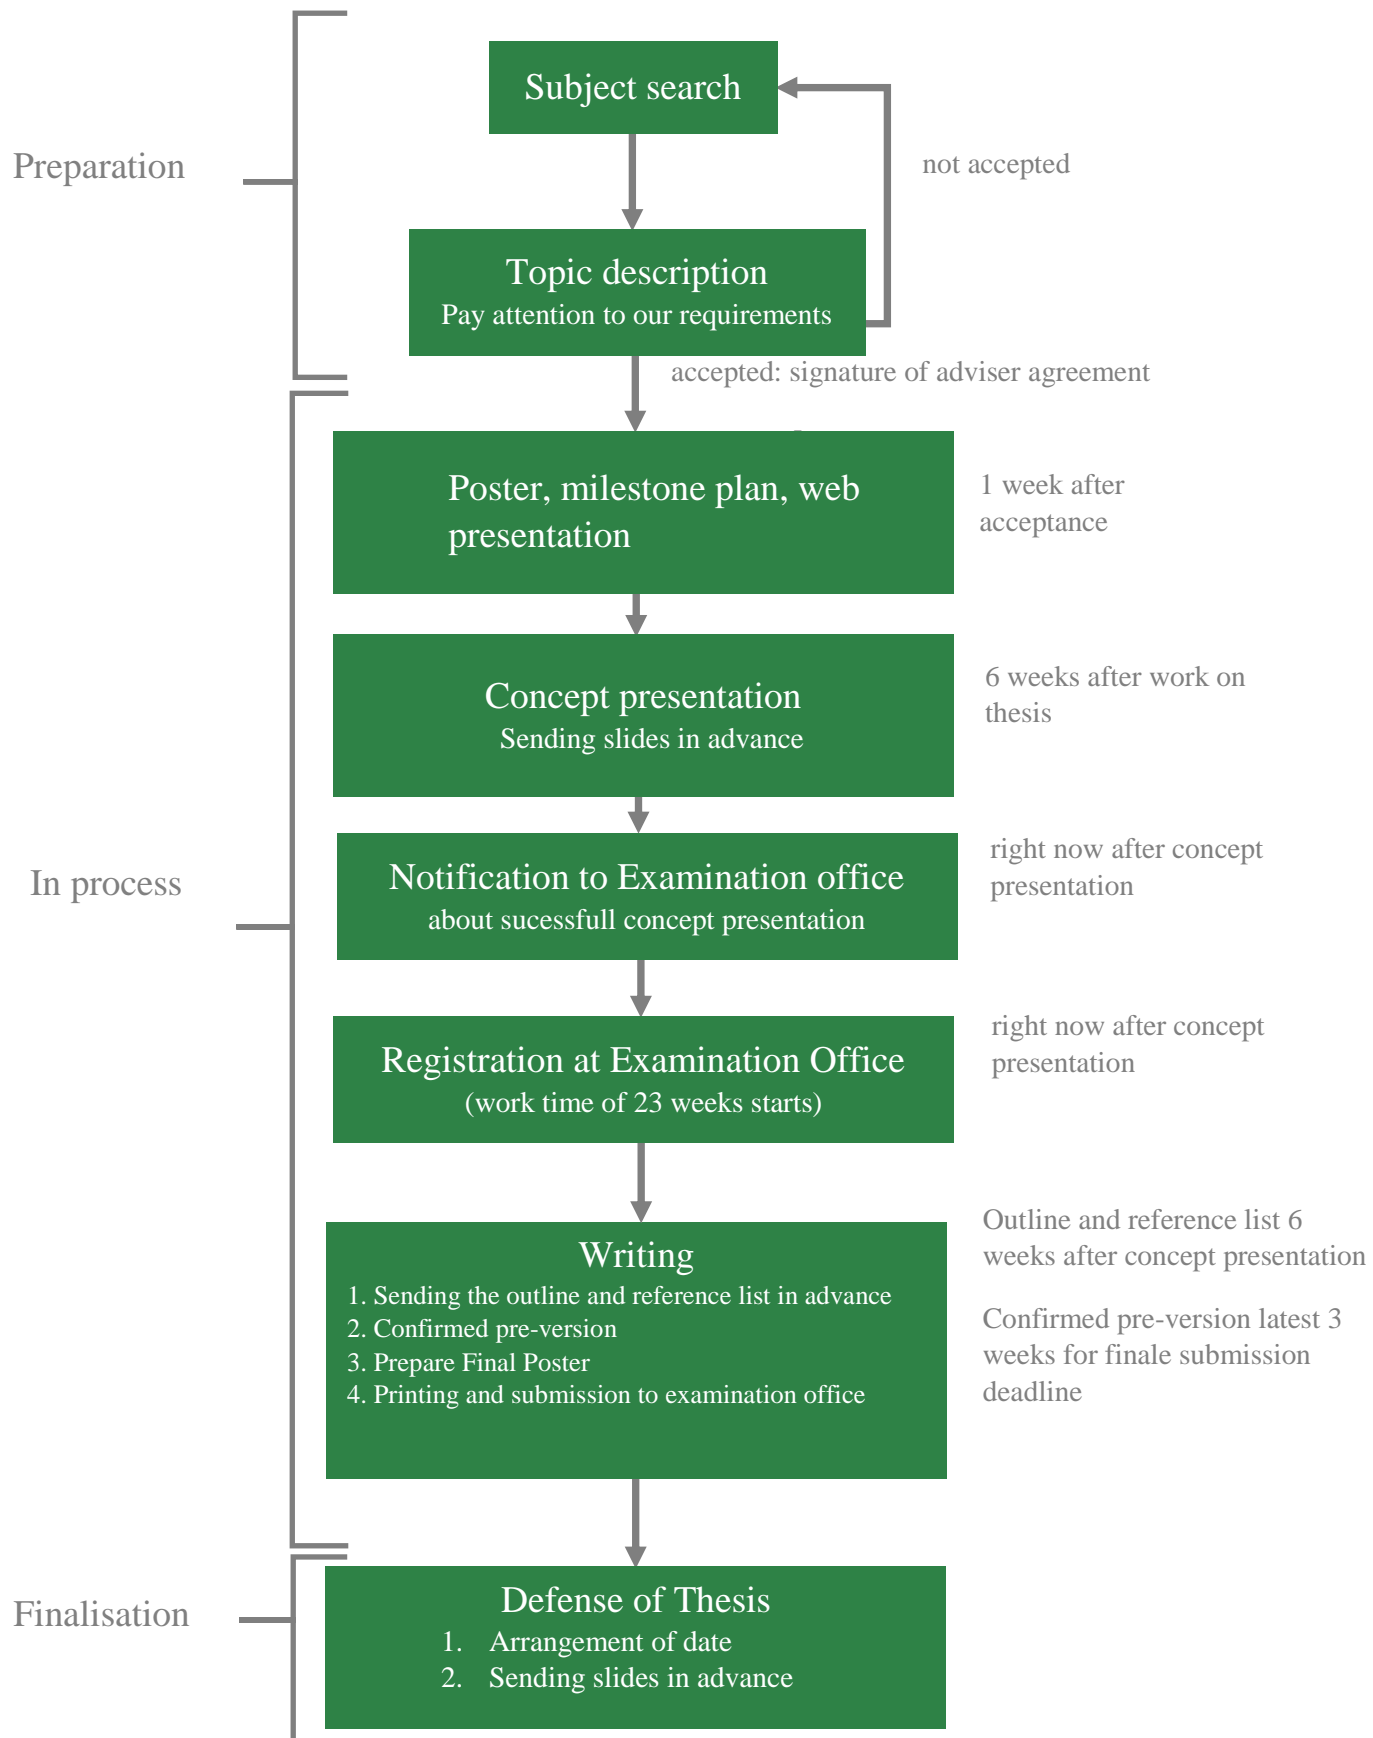 Subject search
Preparation
not accepted
Topic description
Pay attention to our requirements
accepted: signature of adviser agreement
Poster, milestone plan, web
presentation
1 week after
acceptance
Concept presentation
Sending slides in advance
6 weeks after work on
thesis
Notification to Examination office
about sucessfull concept presentation
right now after concept
presentation
In process
Registration at Examination Office
(work time of 23 weeks starts)
right now after concept
presentation
Writing
1. Sending the outline and reference list in advance
2. Confirmed pre-version
3. Prepare Final Poster
4. Printing and submission to examination office
Outline and reference list 6
weeks after concept presentation
Confirmed pre-version latest 3
weeks for finale submission
deadline
Finalisation
Defense of Thesis
1. Arrangement of date
2. Sending slides in advance